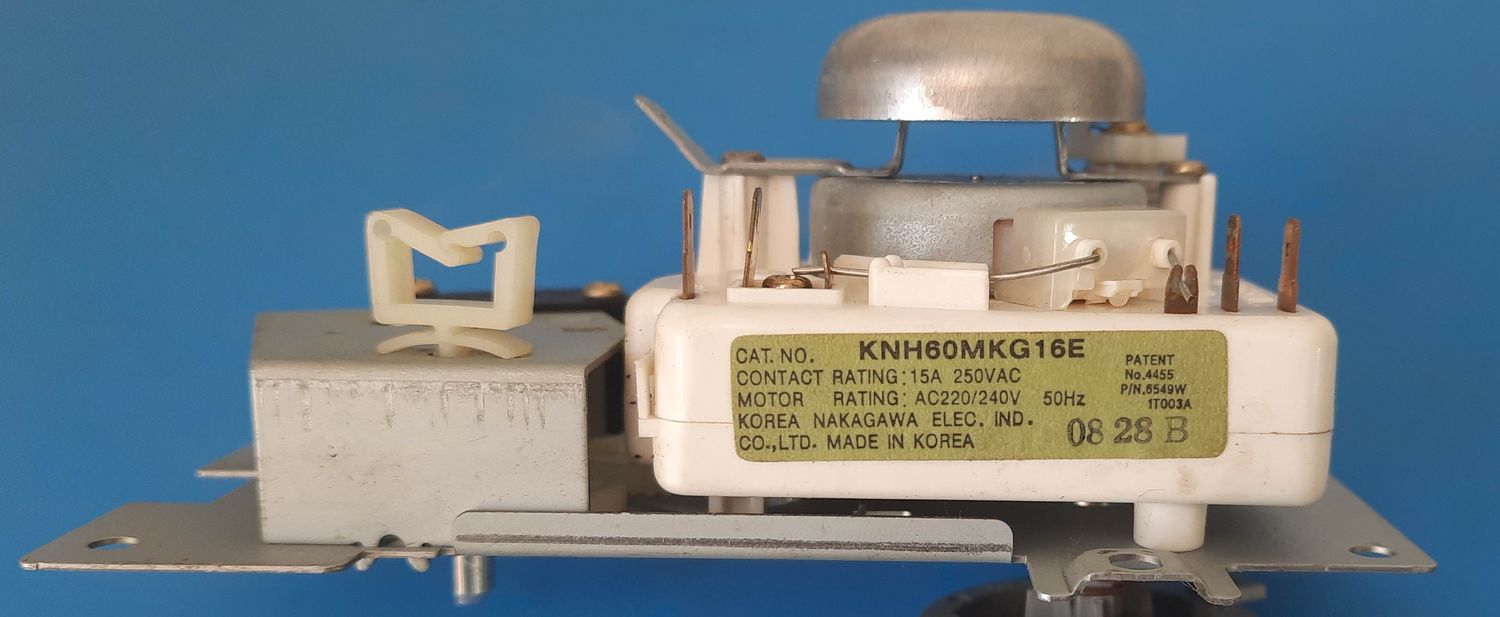 CAT. NO. KNH60MKG16E
CONTACT RATING: 15A 250VAC
MOTOR RATING: AC220/240V 50Hz
KOREA NAKAGAWA ELEC. IND.
CO.,LTD. MADE IN KOREA
PATENT
No.4455
P/N.6549W
1T003A
08 28 B